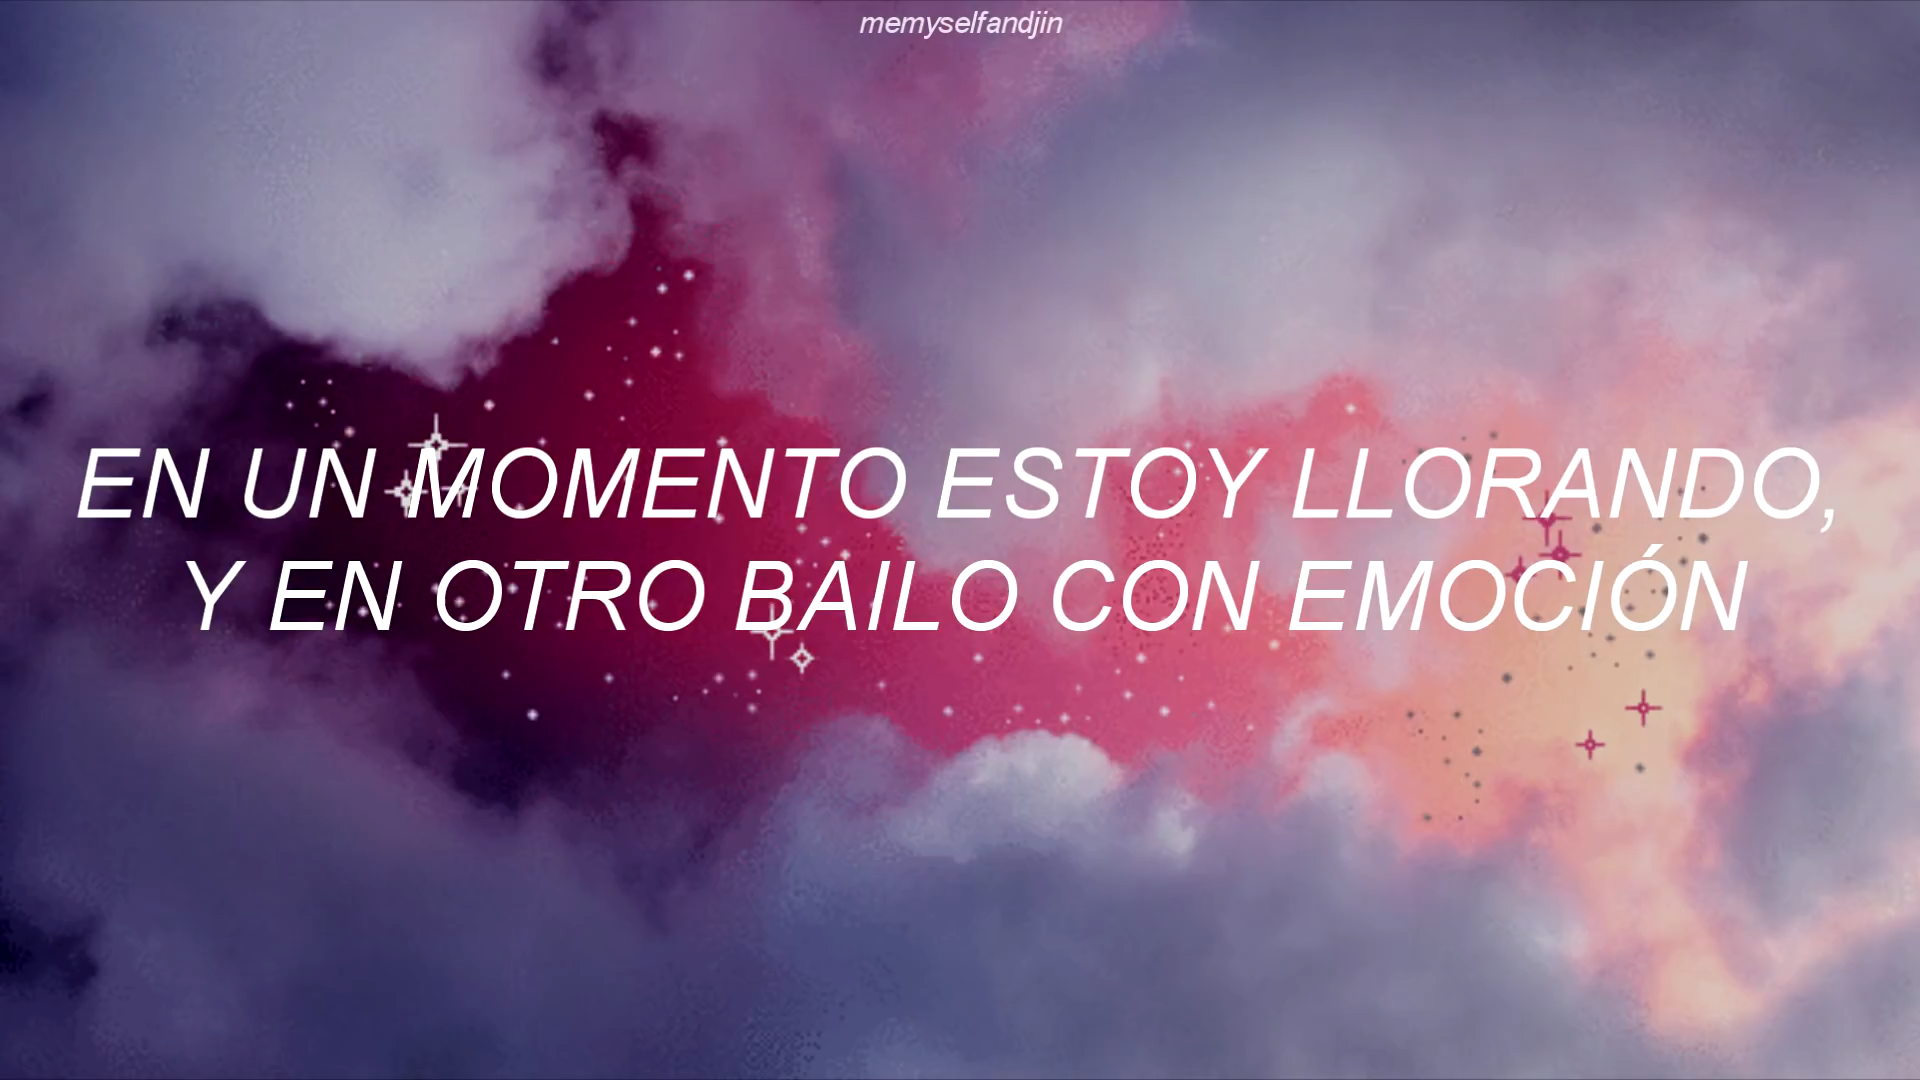 memyselfandjin
EN UN MOMENTO ESTOY LLORANDO,
Y EN OTRO BAILO CON EMOCIÓN